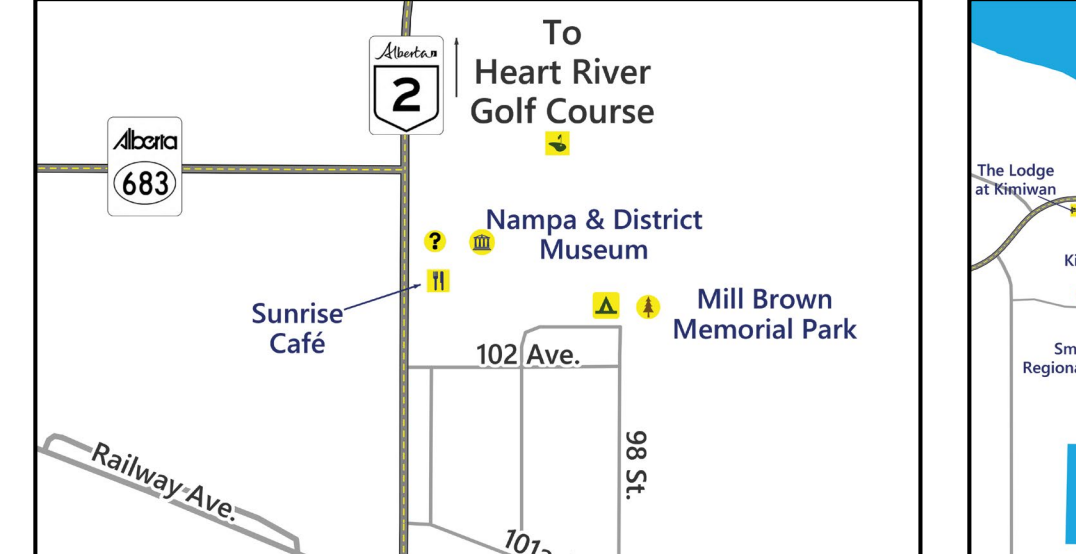 To
Heart River
Golf Course
Alberta
2
Alberta
683
Nampa & District
Museum
?
Sunrise
Café
Mill Brown
Memorial Park
102 Ave.
98 St.
Railway Ave.
The Lodge
at Kimiwan